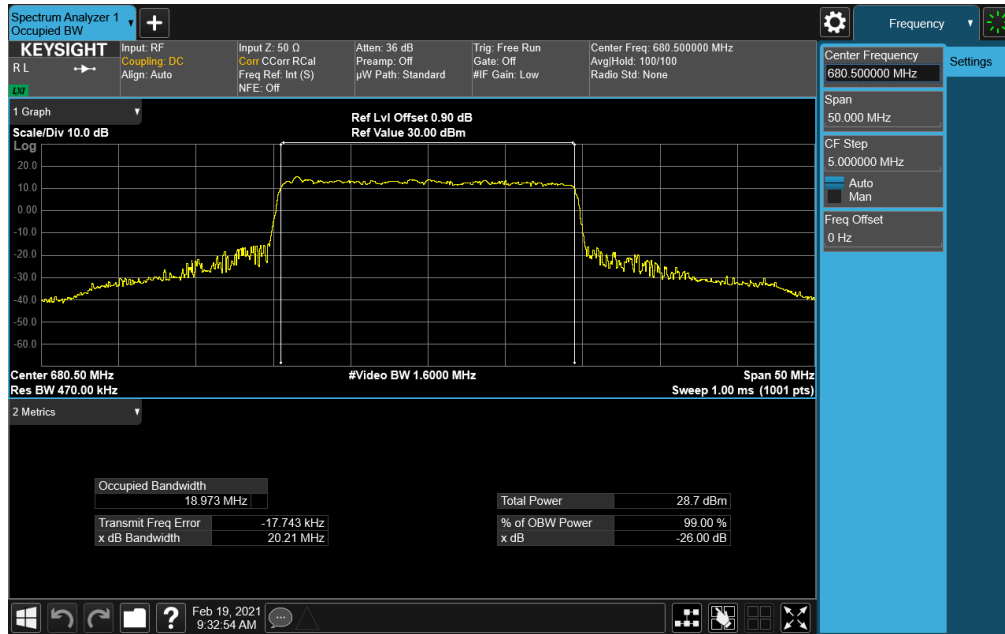 Spectrum Analyzer 1
Occupied BW
Frequency
KEYSIGHT
R L
LXI
Input: RF
Coupling: DC
Align: Auto
Input Z: 50 Ω
Corr CCorr RCal
Freq Ref: Int (S)
NFE: Off
Atten: 36 dB
Preamp: Off
µW Path: Standard
Trig: Free Run
Gate: Off
#IF Gain: Low
Center Freq: 680.500000 MHz
Avg|Hold: 100/100
Radio Std: None
Center Frequency
680.500000 MHz
Settings
Span
50.000 MHz
CF Step
5.000000 MHz
Auto
Man
Freq Offset
0 Hz
1 Graph
Scale/Div 10.0 dB
Ref Lvl Offset 0.90 dB
Ref Value 30.00 dBm
Log
20.0
10.0
0.00
-10.0
-20.0
-30.0
-40.0
-50.0
-60.0
Center 680.50 MHz
#Video BW 1.6000 MHz
Span 50 MHz
Res BW 470.00 kHz
Sweep 1.00 ms (1001 pts)
2 Metrics
Occupied Bandwidth
18.973 MHz
Total Power 28.7 dBm
Transmit Freq Error -17.743 kHz
% of OBW Power 99.00 %
x dB Bandwidth 20.21 MHz
x dB -26.00 dB
?
Feb 19, 2021
9:32:54 AM